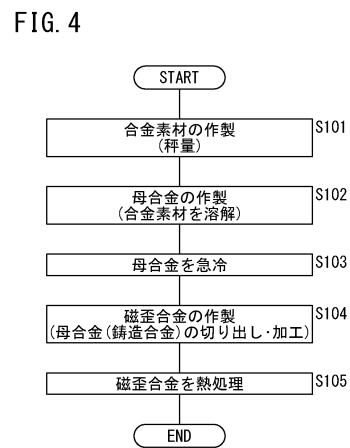 FIG. 4
START
合金素材の作製
(秤量)
S101
母合金の作製
(合金素材を溶解)
S102
母合金を急冷
S103
磁歪合金の作製
(母合金(鋳造合金)の切り出し・加工)
S104
磁歪合金を熱処理
S105
END